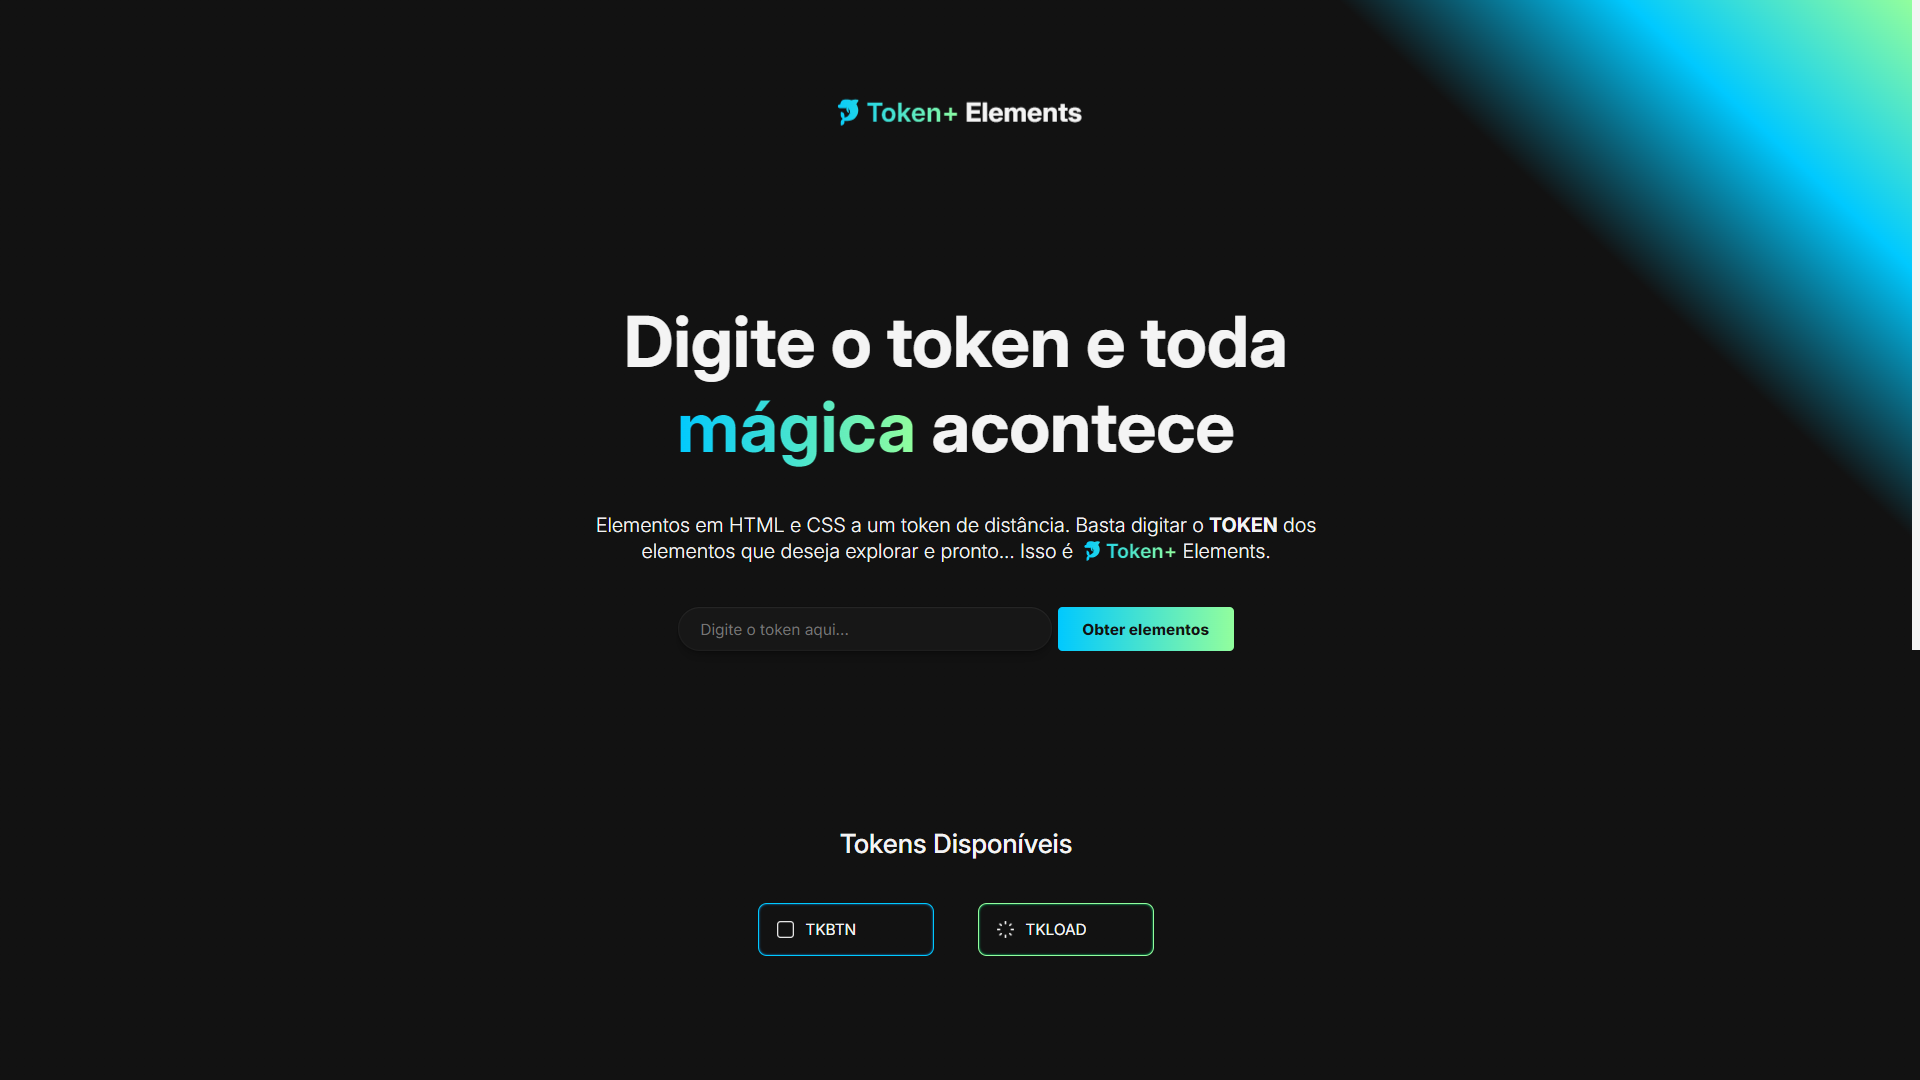 Token+ Elements
Digite o token e toda
mágica acontece
Elementos em HTML e CSS a um token de distância. Basta digitar o TOKEN dos
elementos que deseja explorar e pronto... Isso é Token+ Elements.
Digite o token aqui...
Obter elementos
Tokens Disponíveis
TKBTN
TKLOAD